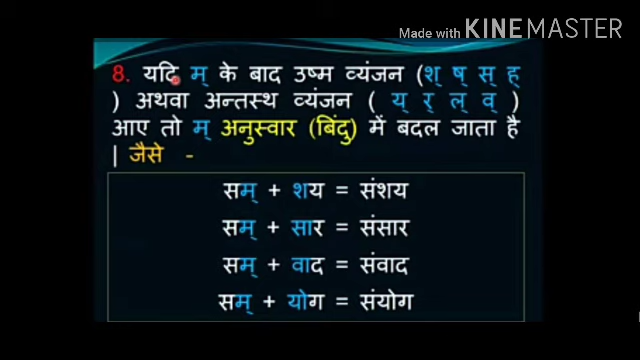 Made with KINEMASTER
8. यदि म् के बाद उष्म व्यंजन (श् ष् स् ह्
) अथवा अन्तस्थ व्यंजन ( य् र् ल् व् )
आए तो म् अनुस्वार (बिंदु) में बदल जाता है
| जैसे -
सम् + शय = संशय
सम् + सार = संसार
सम् + वाद = संवाद
सम् + योग = संयोग